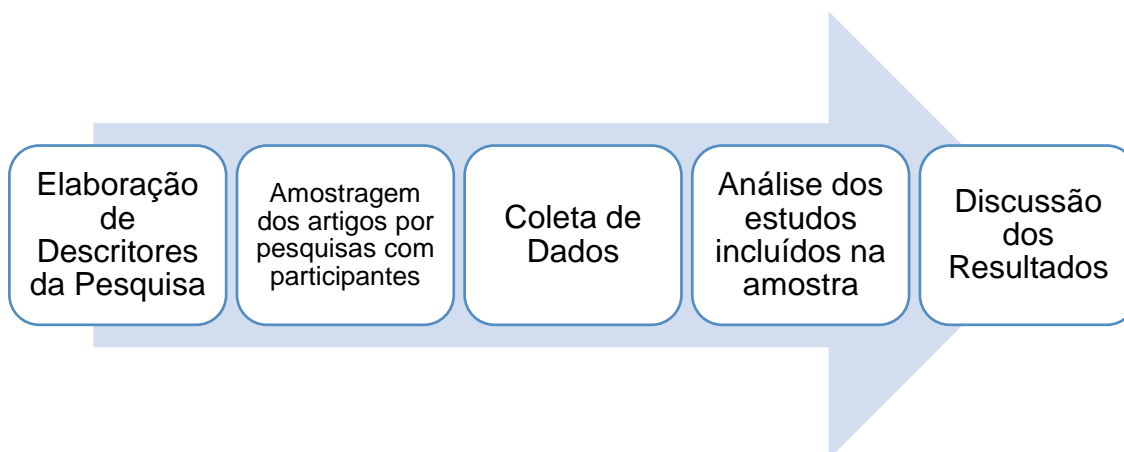 Elaboração
de
Descritores
da Pesquisa
Amostragem
dos artigos por
pesquisas com
participantes
Coleta de
Dados
Análise dos
estudos
incluídos na
amostra
Discussão
dos
Resultados